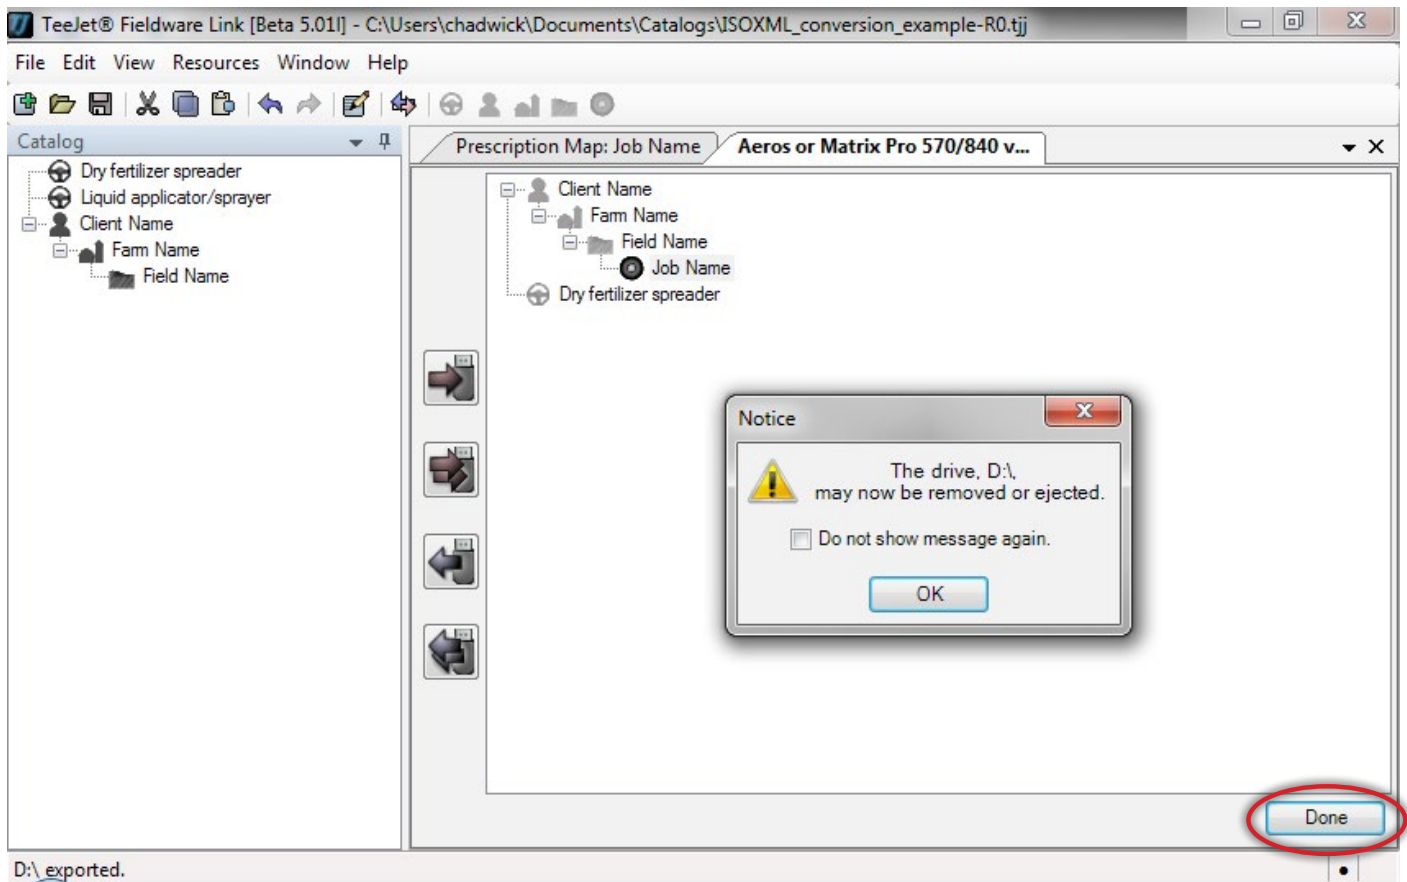 TeeJet® Fieldware Link [Beta 5.01l] - C:\Users\chadwick\Documents\Catalogs\ISOXML_conversion_example-R0.tjj
File Edit View Resources Window Help
Catalog
Dry fertilizer spreader
Liquid applicator/sprayer
Client Name
Farm Name
Field Name
Prescription Map: Job Name
Aeros or Matrix Pro 570/840 v...
Client Name
Farm Name
Field Name
Job Name
Dry fertilizer spreader
Notice
The drive, D:\,
may now be removed or ejected.
Do not show message again.
OK
Done
D:\ exported.